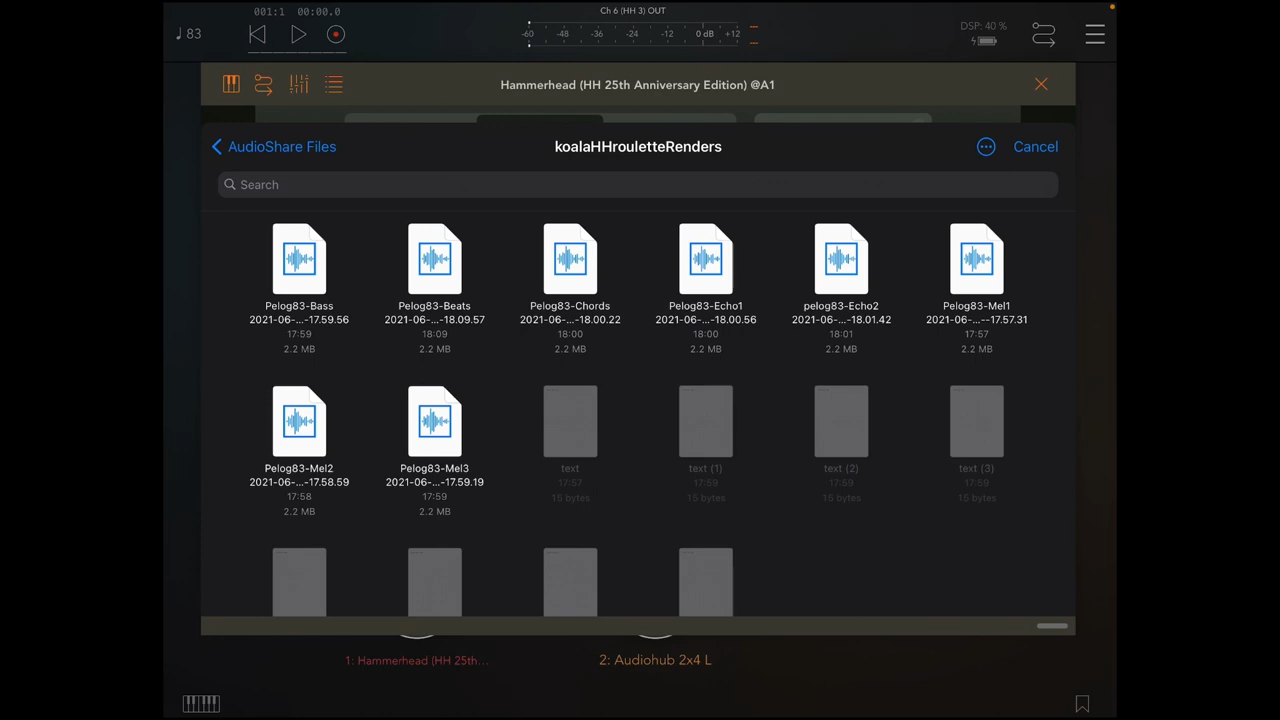 001:1 00:00.0
Ch 6 (HH 3) OUT
83
-60 -48 -36 -24 -12 0 dB +12
DSP: 40 %
Hammerhead (HH 25th Anniversary Edition) @A1
AudioShare Files
koalaHHrouletteRenders
Cancel
Search
Pelog83-Bass
2021-06-...-17.59.56
17:59
2.2 MB
Pelog83-Beats
2021-06-...-18.09.57
18:09
2.2 MB
Pelog83-Chords
2021-06-...-18.00.22
18:00
2.2 MB
Pelog83-Echo1
2021-06-...-18.00.56
18:00
2.2 MB
pelog83-Echo2
2021-06-...-18.01.42
18:01
2.2 MB
Pelog83-Mel1
2021-06-...--17.57.31
17:57
2.2 MB
Pelog83-Mel2
2021-06-...-17.58.59
17:58
2.2 MB
Pelog83-Mel3
2021-06-...-17.59.19
17:59
2.2 MB
text
17:57
15 bytes
text (1)
17:59
15 bytes
text (2)
17:59
15 bytes
text (3)
17:59
15 bytes
1: Hammerhead (HH 25th...
2: Audiohub 2x4 L